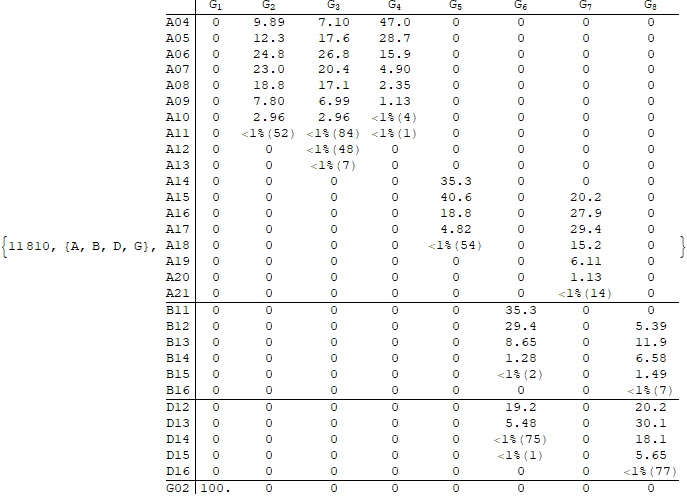 G1 G2 G3 G4 G5 G6 G7 G8
A04 0 9.89 7.10 47.0 0 0 0 0
A05 0 12.3 17.6 28.7 0 0 0 0
A06 0 24.8 26.8 15.9 0 0 0 0
A07 0 23.0 20.4 4.90 0 0 0 0
A08 0 18.8 17.1 2.35 0 0 0 0
A09 0 7.80 6.99 1.13 0 0 0 0
A10 0 2.96 2.96 <1%(4) 0 0 0 0
A11 0 <1%(52) <1%(84) <1%(1) 0 0 0 0
A12 0 0 <1%(48) 0 0 0 0 0
A13 0 0 <1%(7) 0 0 0 0 0
A14 0 0 0 0 35.3 0 0 0
A15 0 0 0 0 40.6 0 20.2 0
A16 0 0 0 0 18.8 0 27.9 0
A17 0 0 0 0 4.82 0 29.4 0
{11810, {A, B, D, G}, A18 0 0 0 0 <1%(54) 0 15.2 0 }
A19 0 0 0 0 0 0 6.11 0
A20 0 0 0 0 0 0 1.13 0
A21 0 0 0 0 0 0 <1%(14) 0
B11 0 0 0 0 0 35.3 0 0
B12 0 0 0 0 0 29.4 0 5.39
B13 0 0 0 0 0 8.65 0 11.9
B14 0 0 0 0 0 1.28 0 6.58
B15 0 0 0 0 0 <1%(2) 0 1.49
B16 0 0 0 0 0 0 0 <1%(7)
D12 0 0 0 0 0 19.2 0 20.2
D13 0 0 0 0 0 5.48 0 30.1
D14 0 0 0 0 0 <1%(75) 0 18.1
D15 0 0 0 0 0 <1%(1) 0 5.65
D16 0 0 0 0 0 0 0 <1%(77)
G02 100. 0 0 0 0 0 0 0